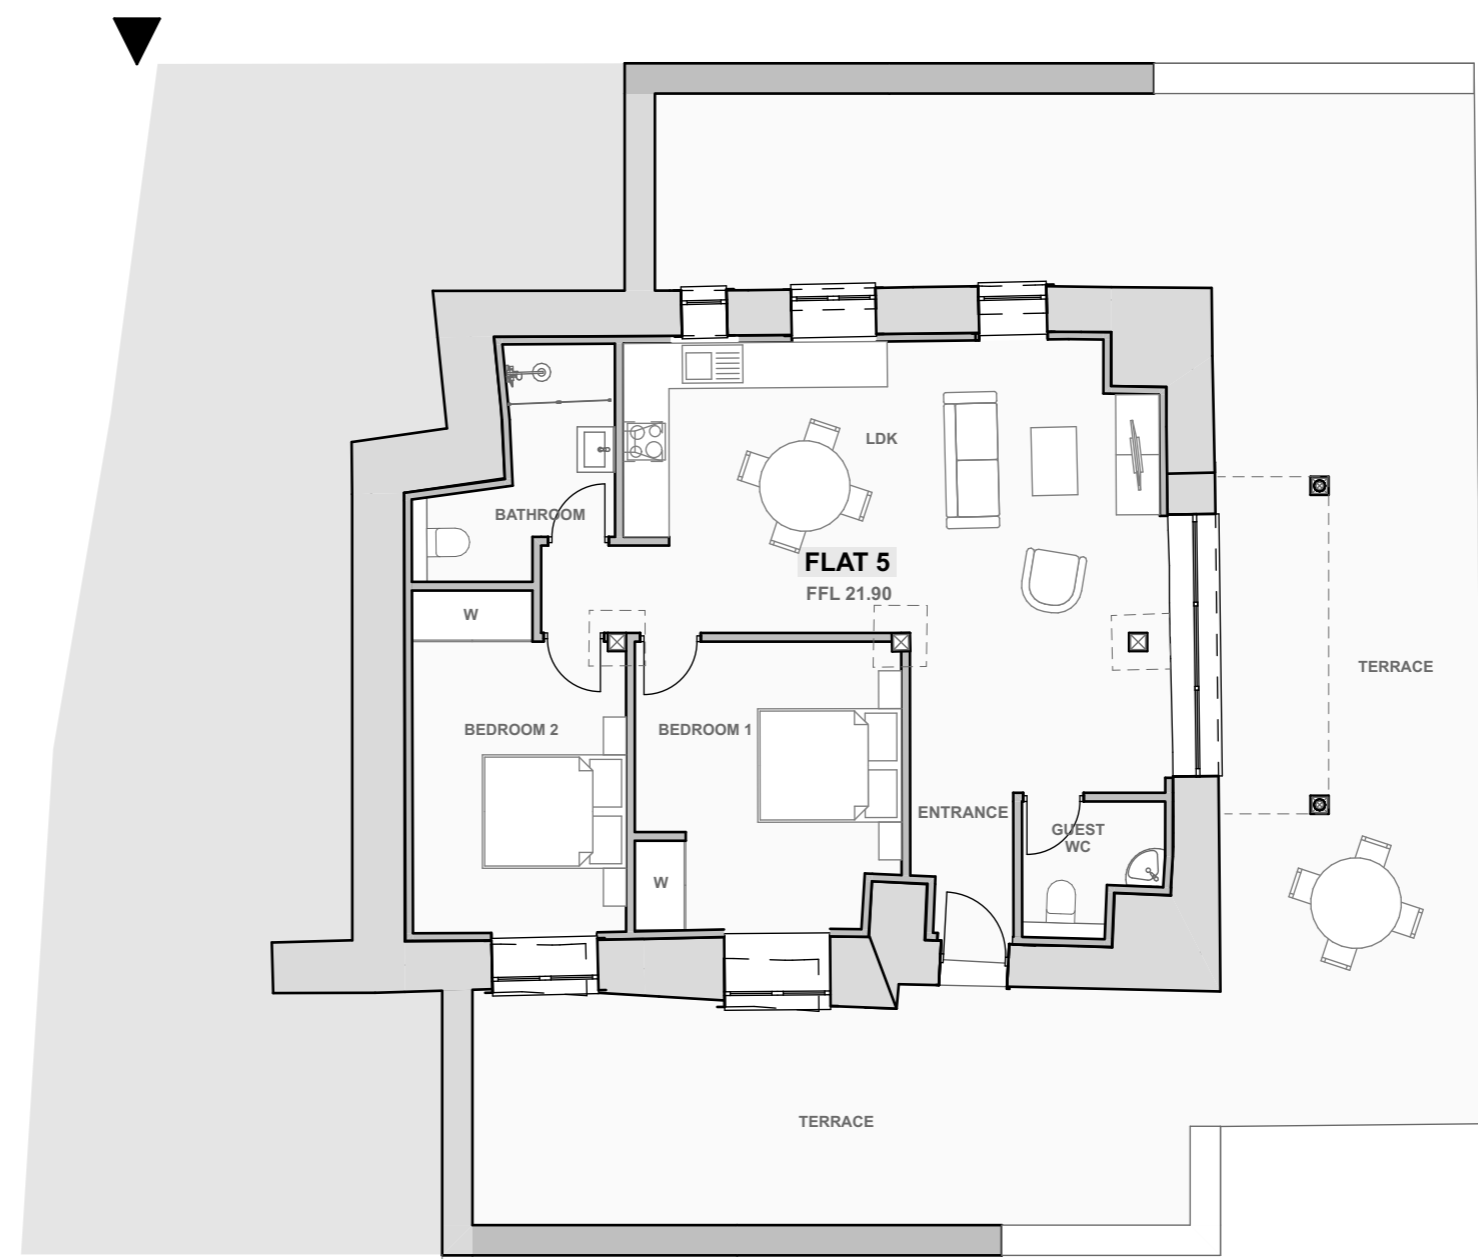 LDK
BATHROOM
FLAT 5
FFL 21.90
W
TERRACE
BEDROOM 2
BEDROOM 1
ENTRANCE
GUEST
WC
W
TERRACE